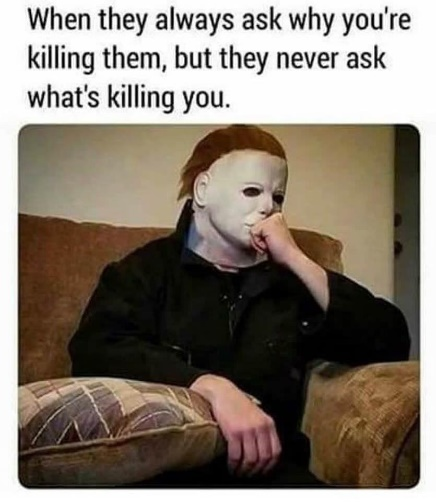 When they always ask why you're
killing them, but they never ask
what's killing you.